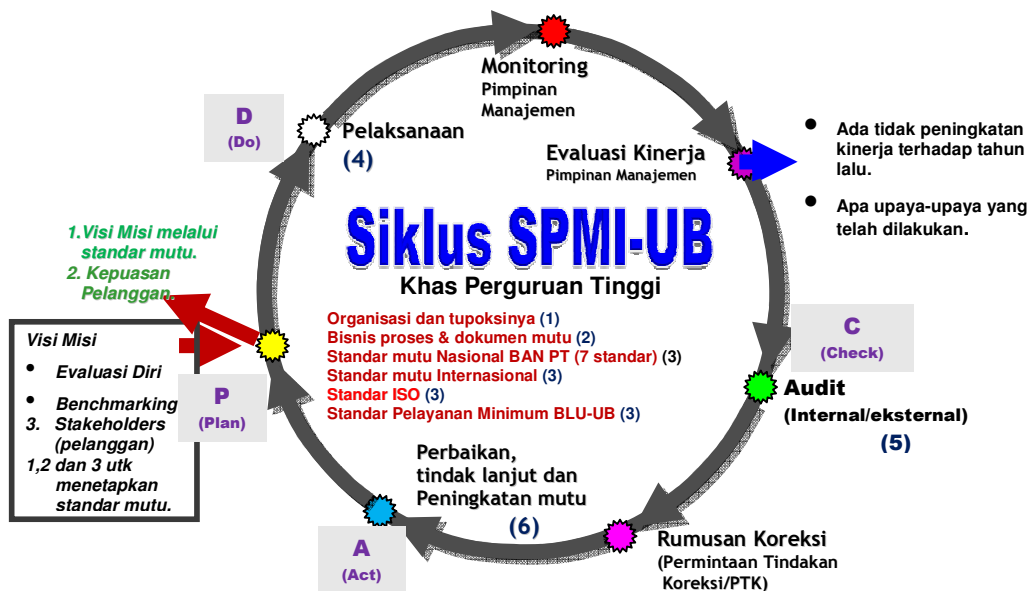 Monitoring
Pimpinan
Manajemen
D
(Do)
Pelaksanaan
(4)
Evaluasi Kinerja
Pimpinan Manajemen
• Ada tidak peningkatan
kinerja terhadap tahun
lalu.
• Apa upaya-upaya yang
telah dilakukan.
Siklus SPMI-UB
Khas Perguruan Tinggi
1.Visi Misi melalui
standar mutu.
2. Kepuasan
Pelanggan.
Organisasi dan tupoksinya (1)
Bisnis proses & dokumen mutu (2)
Standar mutu Nasional BAN PT (7 standar) (3)
Standar mutu Internasional (3)
Standar ISO (3)
Standar Pelayanan Minimum BLU-UB (3)
Visi Misi
• Evaluasi Diri
• Benchmarking
3. Stakeholders
(pelanggan)
1,2 dan 3 utk
menetapkan
standar mutu.
P
(Plan)
C
(Check)
Audit
(Internal/eksternal)
(5)
Perbaikan,
tindak lanjut dan
Peningkatan mutu
(6)
A
(Act)
Rumusan Koreksi
(Permintaan Tindakan
Koreksi/PTK)